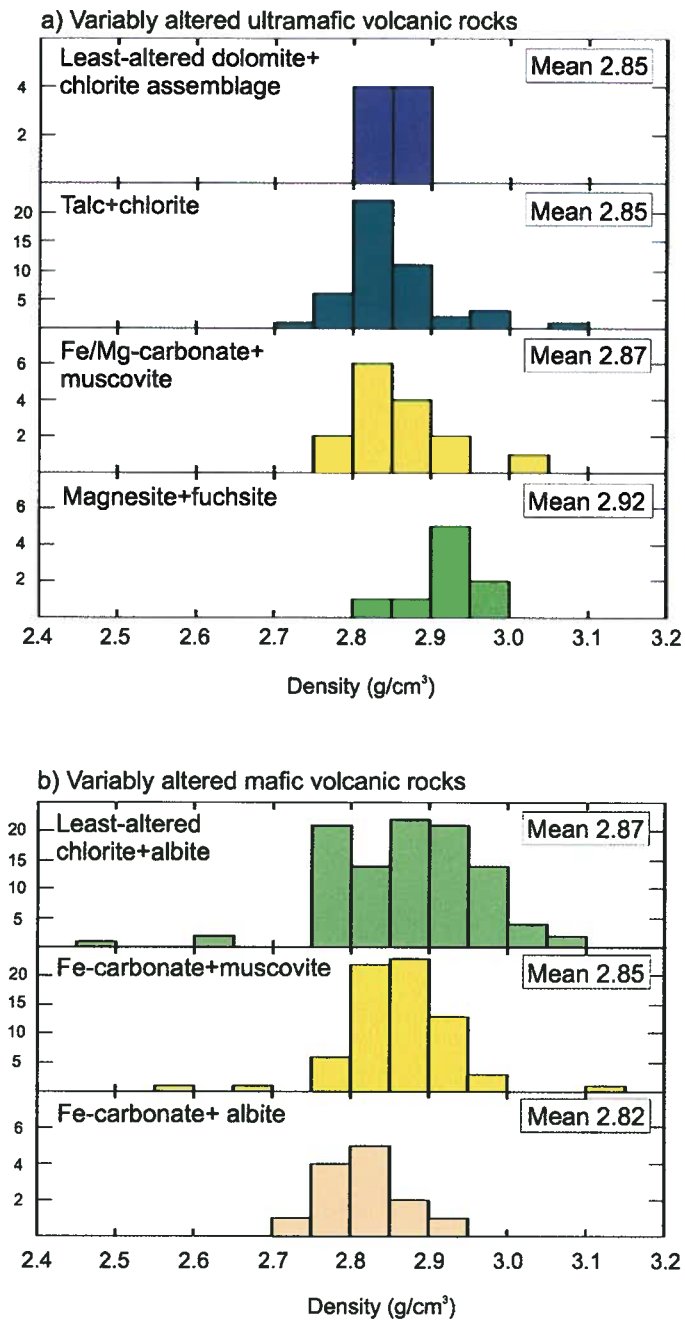 a) Variably altered ultramafic volcanic rocks
Least-altered dolomite+
chlorite assemblage
Mean 2.85
4
2
Talc+chlorite
Mean 2.85
20
15
10
5
Fe/Mg-carbonate+
muscovite
Mean 2.87
6
4
2
Magnesite+fuchsite
Mean 2.92
6
4
2
2.4 2.5 2.6 2.7 2.8 2.9 3.0 3.1 3.2
Density (g/cm³)
b) Variably altered mafic volcanic rocks
Least-altered
chlorite+albite
Mean 2.87
20
15
10
5
Fe-carbonate+muscovite
Mean 2.85
20
15
10
5
Fe-carbonate+ albite
Mean 2.82
6
4
2
2.4 2.5 2.6 2.7 2.8 2.9 3.0 3.1 3.2
Density (g/cm³)